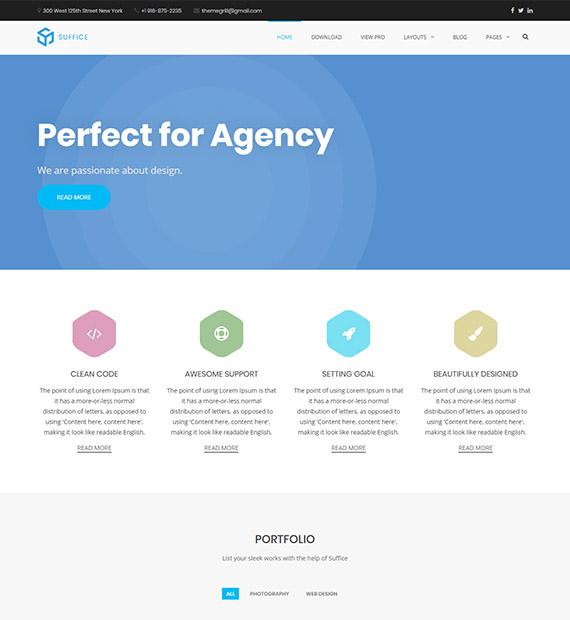 300 West 125th Street New York +1 918-875-2235 themegrill@gmail.com
SUFFICE HOME DOWNLOAD VIEW PRO LAYOUTS BLOG PAGES
Perfect for Agency
We are passionate about design.
READ MORE
CLEAN CODE
The point of using Lorem Ipsum is that
it has a more-or-less normal
distribution of letters, as opposed to
using 'Content here, content here',
making it look like readable English.
READ MORE
AWESOME SUPPORT
The point of using Lorem Ipsum is that
it has a more-or-less normal
distribution of letters, as opposed to
using 'Content here, content here',
making it look like readable English.
READ MORE
SETTING GOAL
The point of using Lorem Ipsum is that
it has a more-or-less normal
distribution of letters, as opposed to
using 'Content here, content here',
making it look like readable English.
READ MORE
BEAUTIFULLY DESIGNED
The point of using Lorem Ipsum is that
it has a more-or-less normal
distribution of letters, as opposed to
using 'Content here, content here',
making it look like readable English.
READ MORE
PORTFOLIO
List your sleek works with the help of Suffice
ALL PHOTOGRAPHY WEB DESIGN